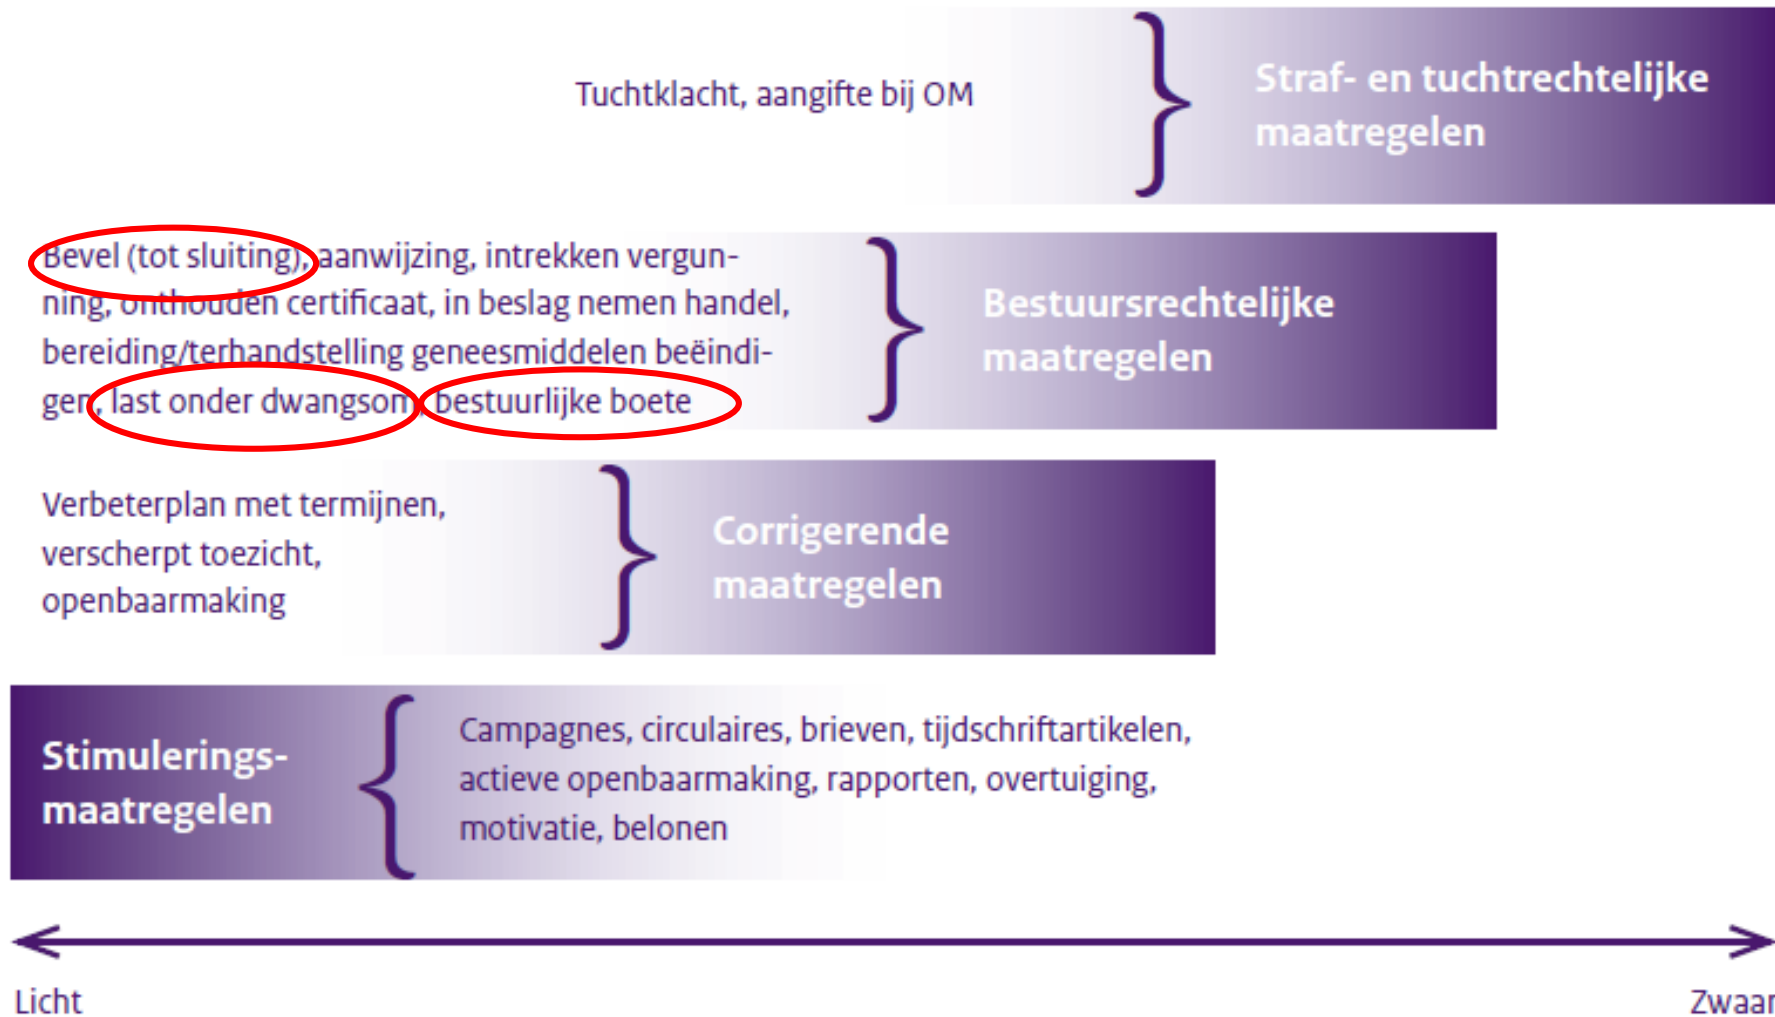 Tuchtklacht, aangifte bij OM
Straf- en tuchtrechtelijke
maatregelen
Bevel (tot sluiting), aanwijzing, intrekken vergun-
ning, onthouden certificaat, in beslag nemen handel,
bereiding/terhandstelling geneesmiddelen beëindi-
gen, last onder dwangsom, bestuurlijke boete
Bestuursrechtelijke
maatregelen
Verbeterplan met termijnen,
verscherpt toezicht,
openbaarmaking
Corrigerende
maatregelen
Stimulerings-
maatregelen
Campagnes, circulaires, brieven, tijdschriftartikelen,
actieve openbaarmaking, rapporten, overtuiging,
motivatie, belonen
Licht
Zwaar